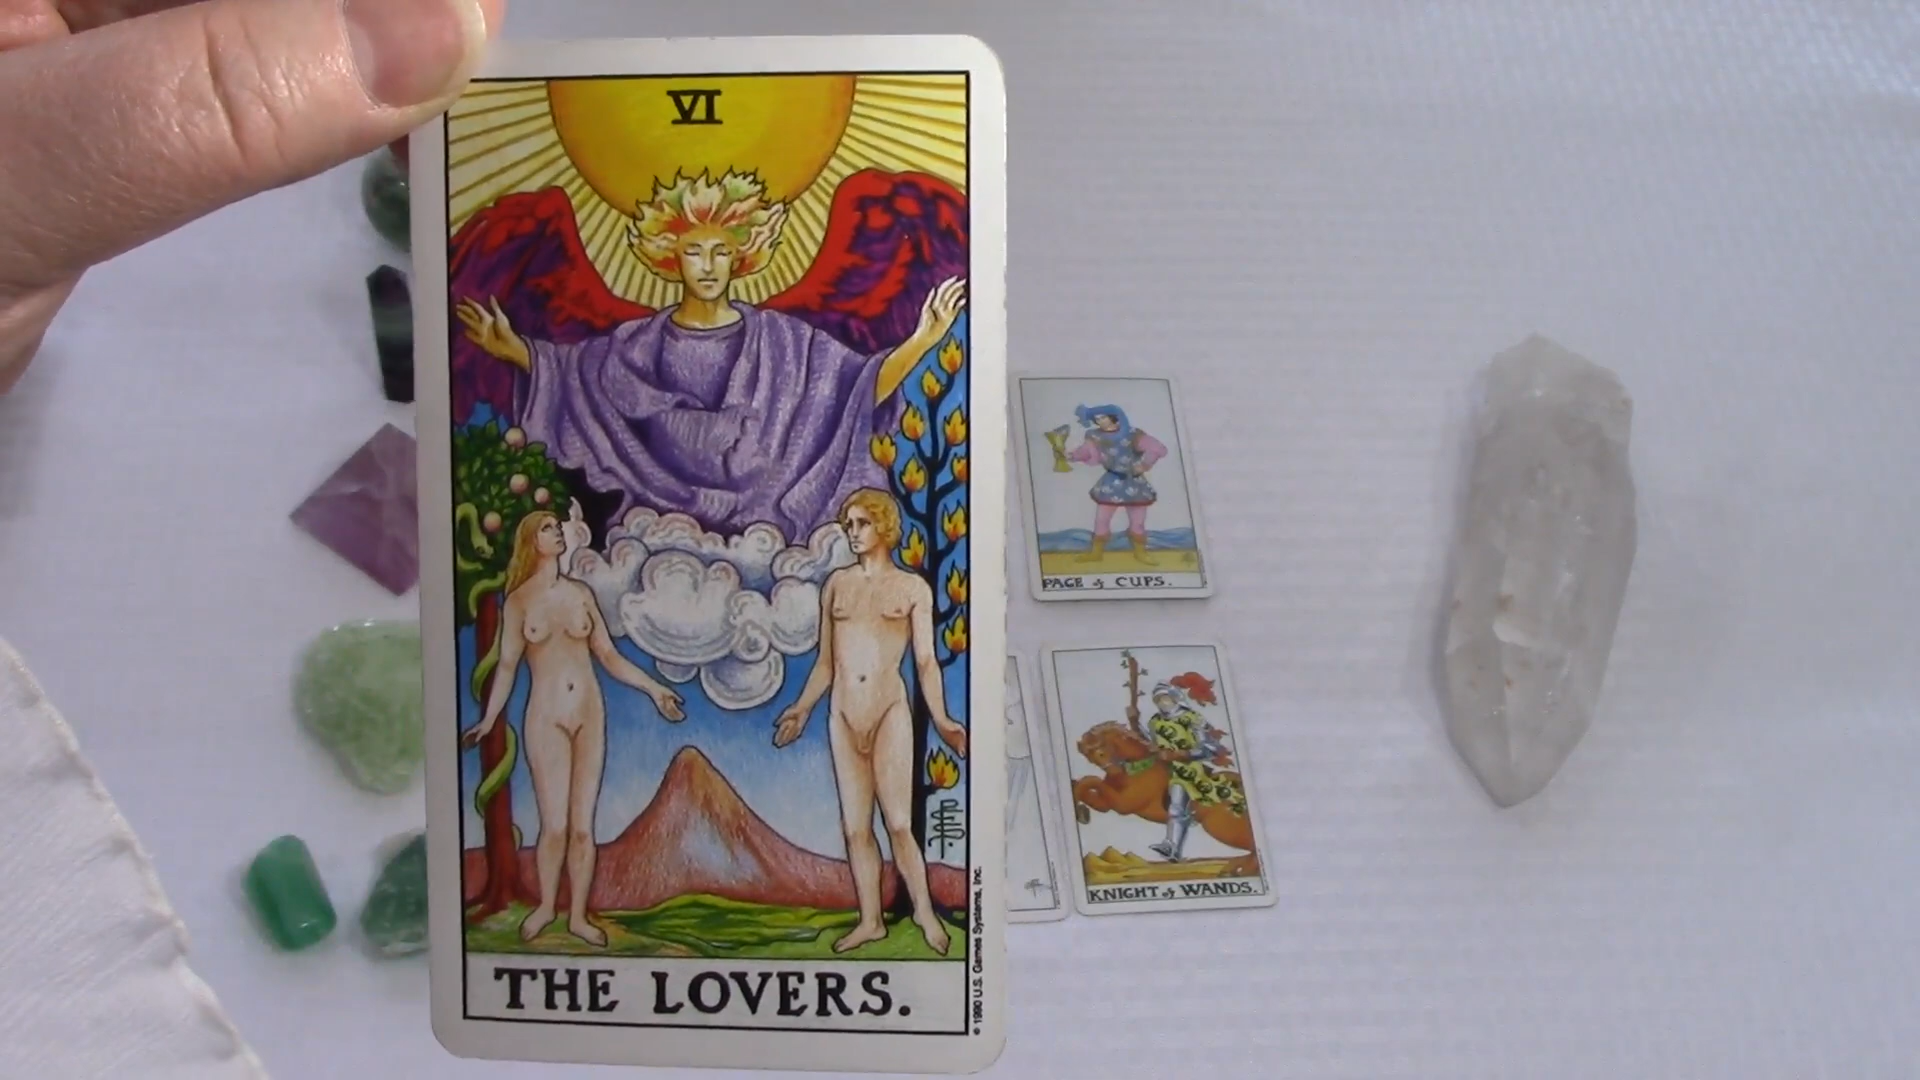 VI
THE LOVERS.
© 1990 U.S. Games Systems, Inc.
PAGE of CUPS.
KNIGHT of WANDS.